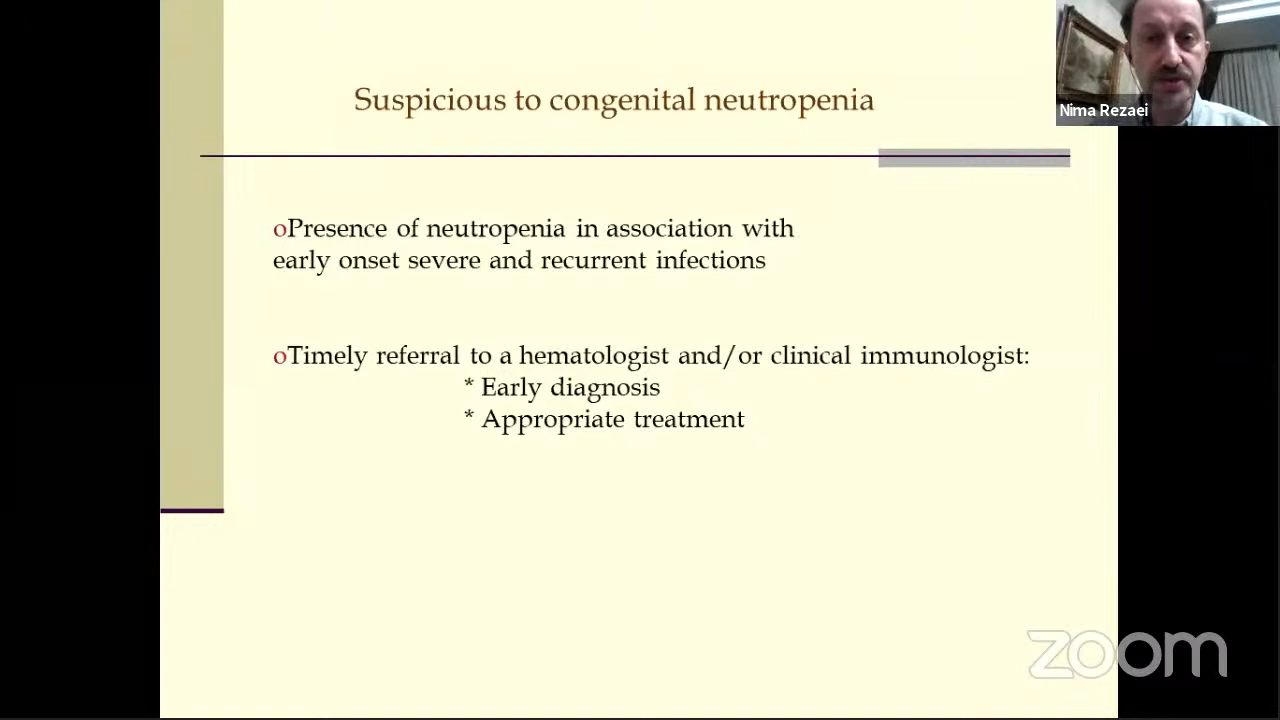 Suspicious to congenital neutropenia
Nima Rezaei
oPresence of neutropenia in association with
early onset severe and recurrent infections
oTimely referral to a hematologist and/or clinical immunologist:
* Early diagnosis
* Appropriate treatment
zoom